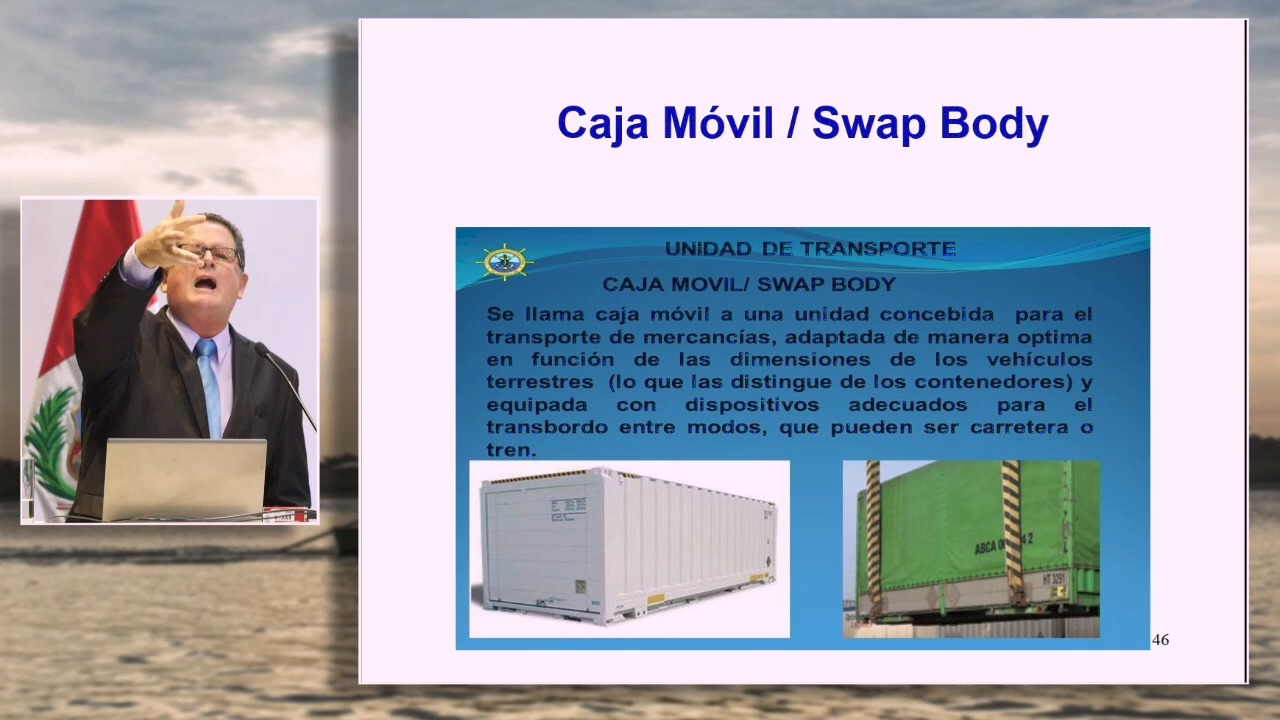 Caja Móvil / Swap Body
UNIDAD DE TRANSPORTE
CAJA MOVIL/ SWAP BODY
Se llama caja móvil a una unidad concebida para el
transporte de mercancías, adaptada de manera optima
en función de las dimensiones de los vehículos
terrestres (lo que las distingue de los contenedores) y
equipada con dispositivos adecuados para el
transbordo entre modos, que pueden ser carretera o
tren.
ABCA
HT 3291
46